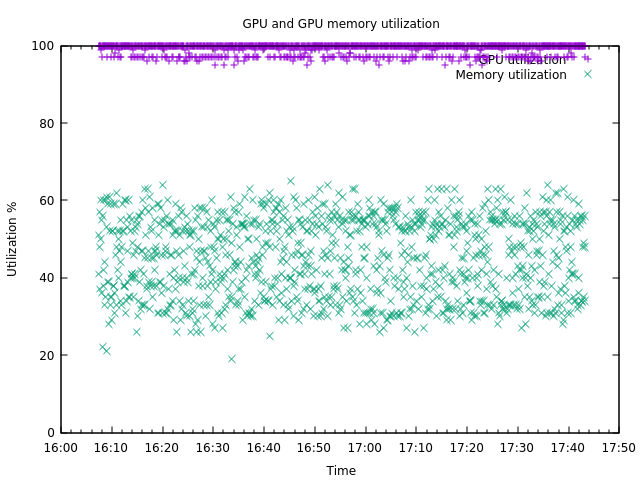 GPU and GPU memory utilization
GPU utilization
Memory utilization
Utilization %
100
80
60
40
20
0
16:00 16:10 16:20 16:30 16:40 16:50 17:00 17:10 17:20 17:30 17:40 17:50
Time